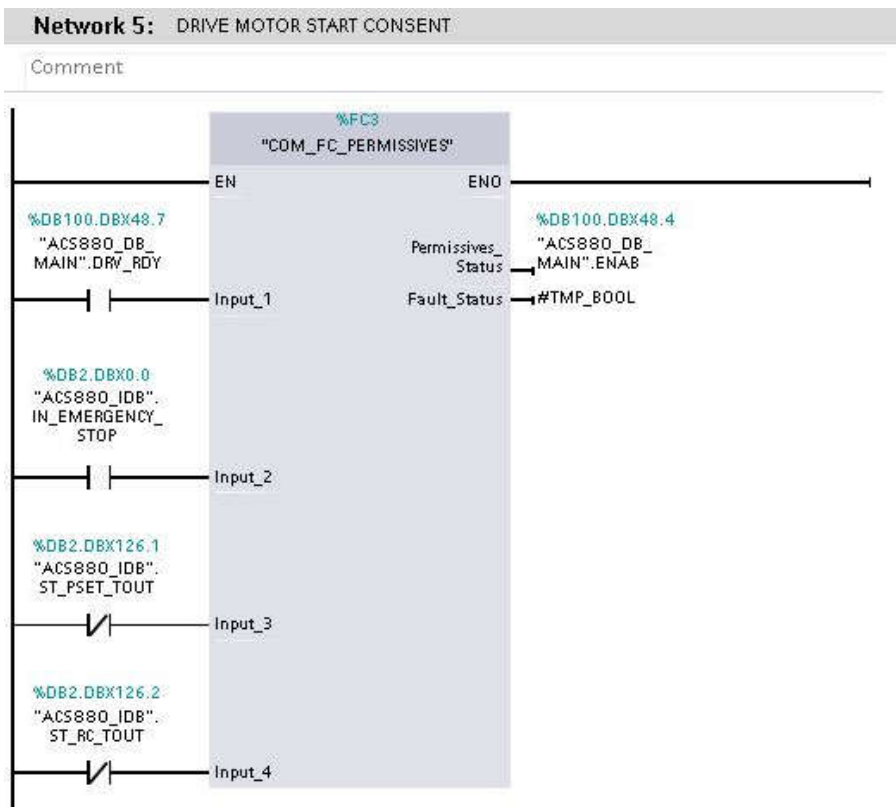 Network 5: DRIVE MOTOR START CONSENT
Comment
%FC3
"COM_FC_PERMISSIVES"
EN
ENO
%DB100.DBX48.7
"ACS880_DB_
MAIN".DRV_RDY
Input_1
Permissives_
Status
%DB100.DBX48.4
"ACS880_DB_
MAIN".ENAB
Fault_Status
#TMP_BOOL
%DB2.DBX0.0
"ACS880_IDB".
IN_EMERGENCY_
STOP
Input_2
%DB2.DBX126.1
"ACS880_IDB".
ST_PSET_TOUT
Input_3
%DB2.DBX126.2
"ACS880_IDB".
ST_RC_TOUT
Input_4